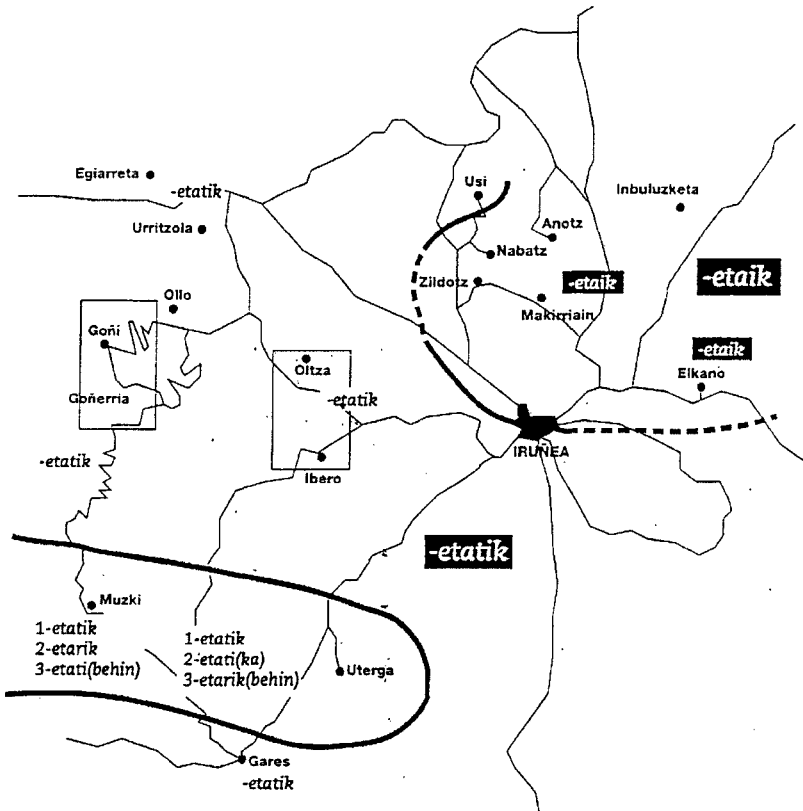 Egiarreta
-etatik
Usi
Inbuluzketa
Urritzola
Anotz
Nabatz
-etaik
Zildotz
-etaik
Ollo
Makirriain
Goñi
-etaik
Oltza
Elkano
Goñerria
-etatik
IRUÑEA
-etatik
Ibero
-etatik
Muzki
1-etatik
2-etarik
3-etati(behin)
1-etatik
2-etati(ka)
3-etarik(behin)
Uterga
Gares
-etatik